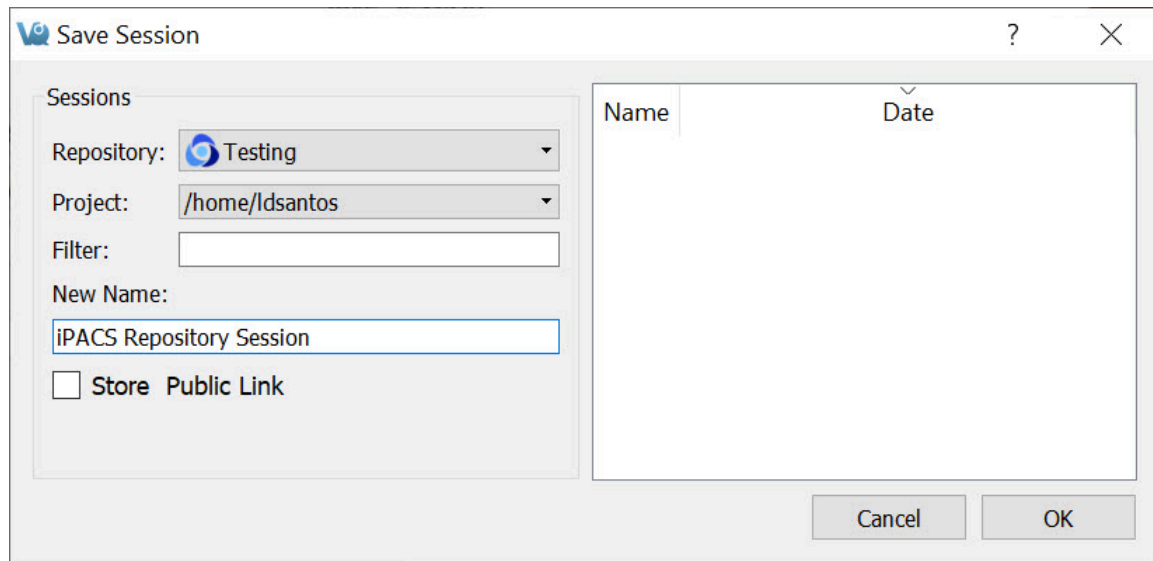 Save Session
?
Sessions
Repository: Testing
Project: /home/ldsantos
Filter:
New Name:
iPACS Repository Session
Store Public Link
Name Date
Cancel OK